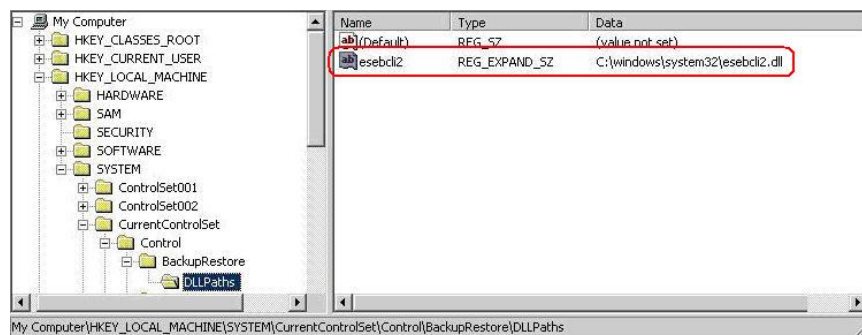 My Computer
HKEY_CLASSES_ROOT
HKEY_CURRENT_USER
HKEY_LOCAL_MACHINE
HARDWARE
SAM
SECURITY
SOFTWARE
SYSTEM
ControlSet001
ControlSet002
CurrentControlSet
Control
BackupRestore
DLLPaths
Name Type Data
(Default) REG_SZ (value not set)
esebcli2 REG_EXPAND_SZ C:\windows\system32\esebcli2.dll
My Computer\HKEY_LOCAL_MACHINE\SYSTEM\CurrentControlSet\Control\BackupRestore\DLLPaths